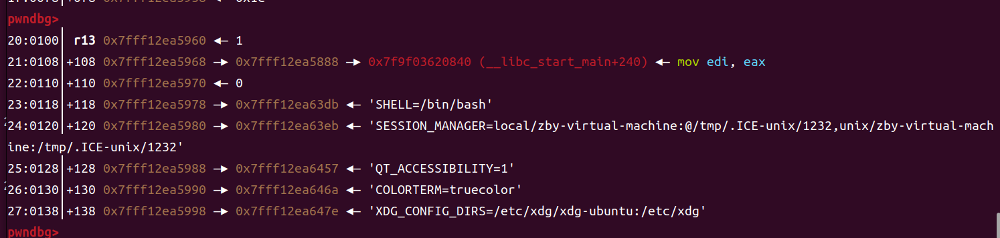 pwndbg>
20:0100│ r13 0x7fff12ea5960 ◂— 1
21:0108│+108 0x7fff12ea5968 —▸ 0x7fff12ea5888 —▸ 0x7f9f03620840 (__libc_start_main+240) ◂— mov edi, eax
22:0110│+110 0x7fff12ea5970 ◂— 0
23:0118│+118 0x7fff12ea5978 —▸ 0x7fff12ea63db ◂— 'SHELL=/bin/bash'
24:0120│+120 0x7fff12ea5980 —▸ 0x7fff12ea63eb ◂— 'SESSION_MANAGER=local/zby-virtual-machine:@/tmp/.ICE-unix/1232,unix/zby-virtual-mach
ine:/tmp/.ICE-unix/1232'
25:0128│+128 0x7fff12ea5988 —▸ 0x7fff12ea6457 ◂— 'QT_ACCESSIBILITY=1'
26:0130│+130 0x7fff12ea5990 —▸ 0x7fff12ea646a ◂— 'COLORTERM=truecolor'
27:0138│+138 0x7fff12ea5998 —▸ 0x7fff12ea647e ◂— 'XDG_CONFIG_DIRS=/etc/xdg/xdg-ubuntu:/etc/xdg'
pwndbg>